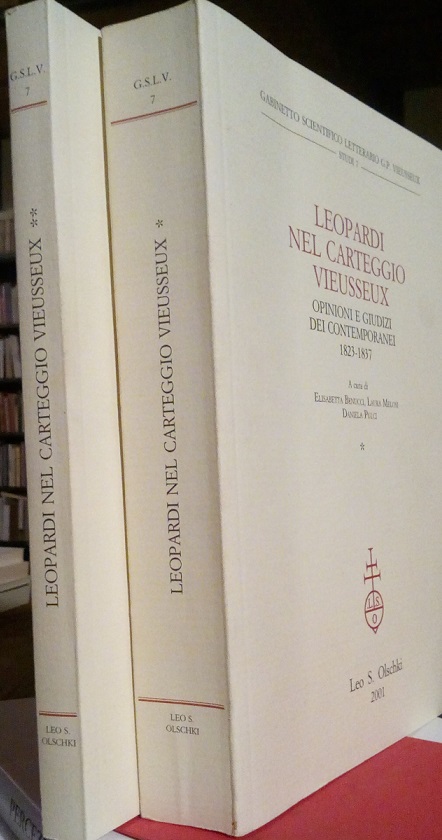 G.S.L.V.
7
LEOPARDI NEL CARTEGGIO VIEUSSEUX **
LEO S.
OLSCHKI
G.S.L.V.
7
LEOPARDI NEL CARTEGGIO VIEUSSEUX *
LEO S.
OLSCHKI
GABINETTO SCIENTIFICO LETTERARIO G.P. VIEUSSEUX
STUDI 7
LEOPARDI
NEL CARTEGGIO
VIEUSSEUX
OPINIONI E GIUDIZI
DEI CONTEMPORANEI
1823-1837
A cura di
ELISABETTA BENUCCI, LAURA MELOSI
DANIELA PULCI
*
L S
O
Leo S. Olschki
2001